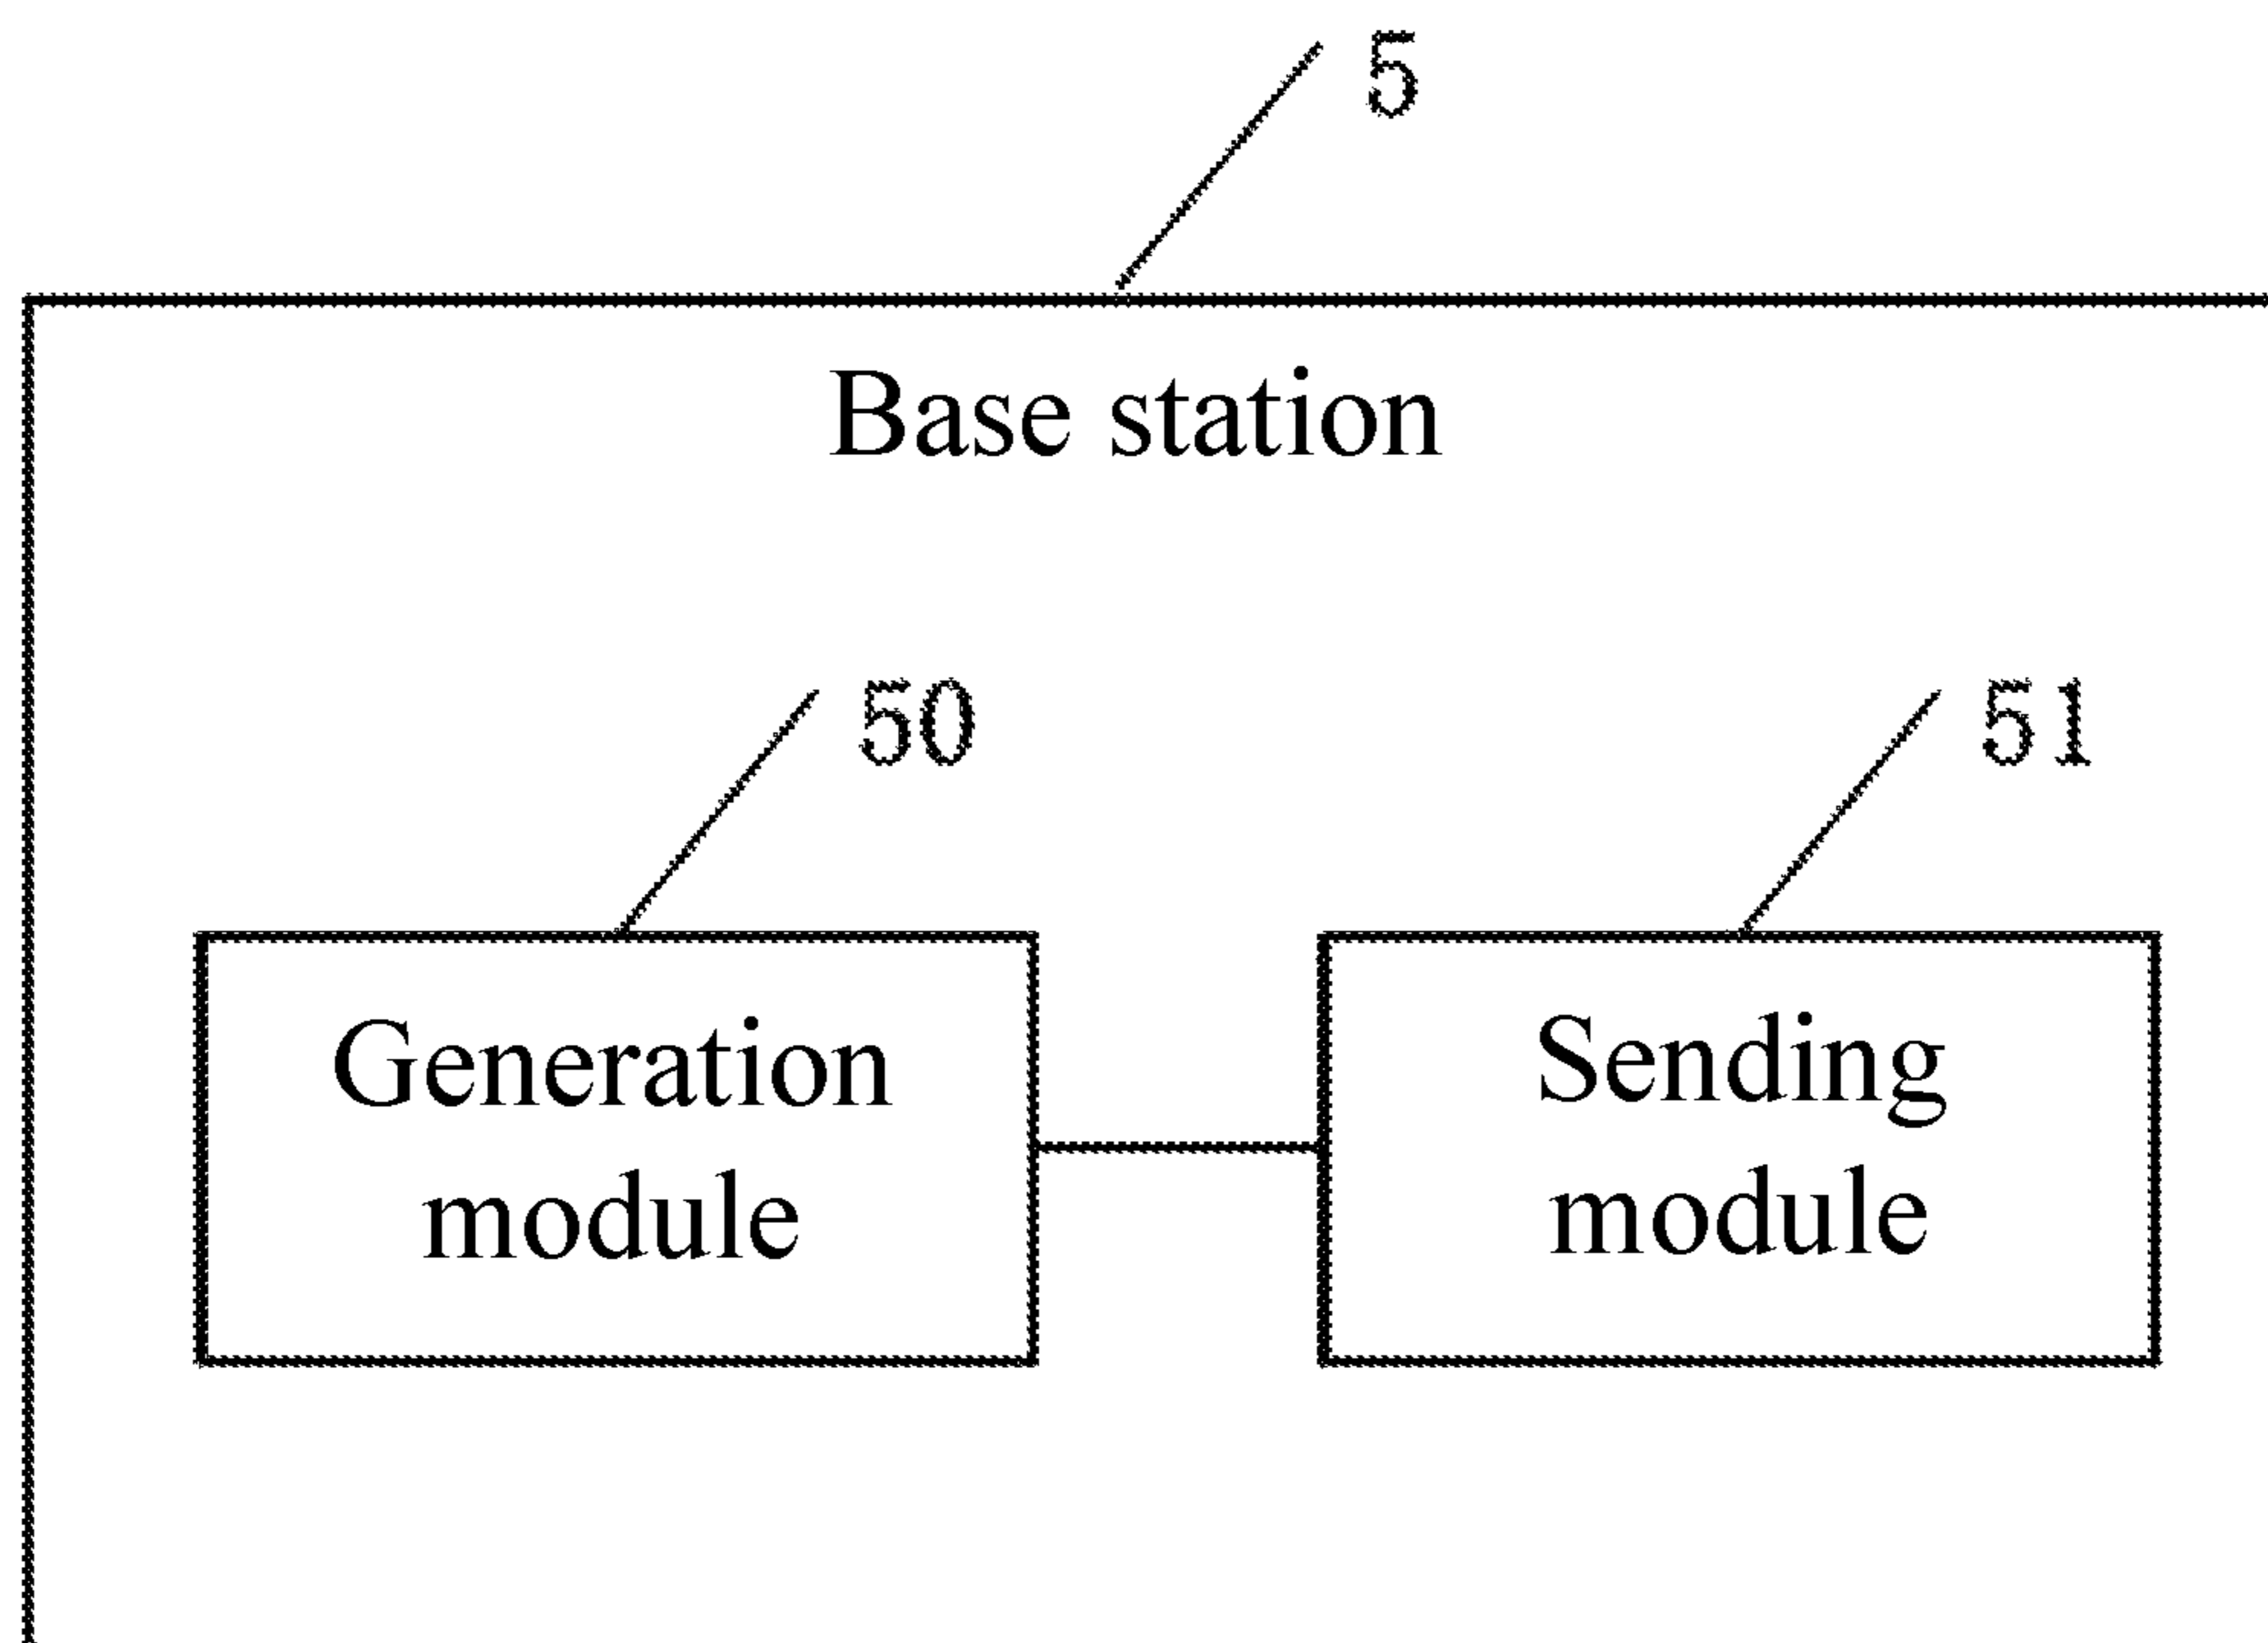 5
Base station
50
51
Generation
module
Sending
module